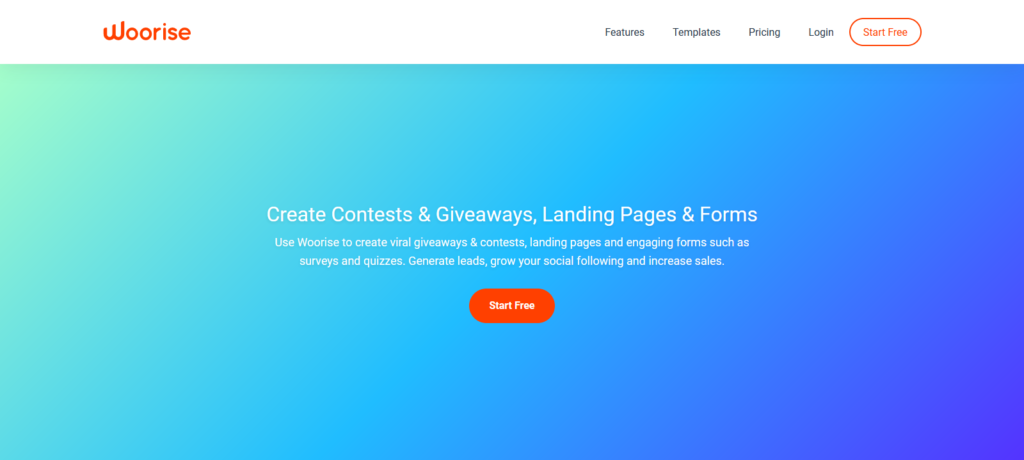 Woorise
Features Templates Pricing Login Start Free
Create Contests & Giveaways, Landing Pages & Forms
Use Woorise to create viral giveaways & contests, landing pages and engaging forms such as
surveys and quizzes. Generate leads, grow your social following and increase sales.
Start Free